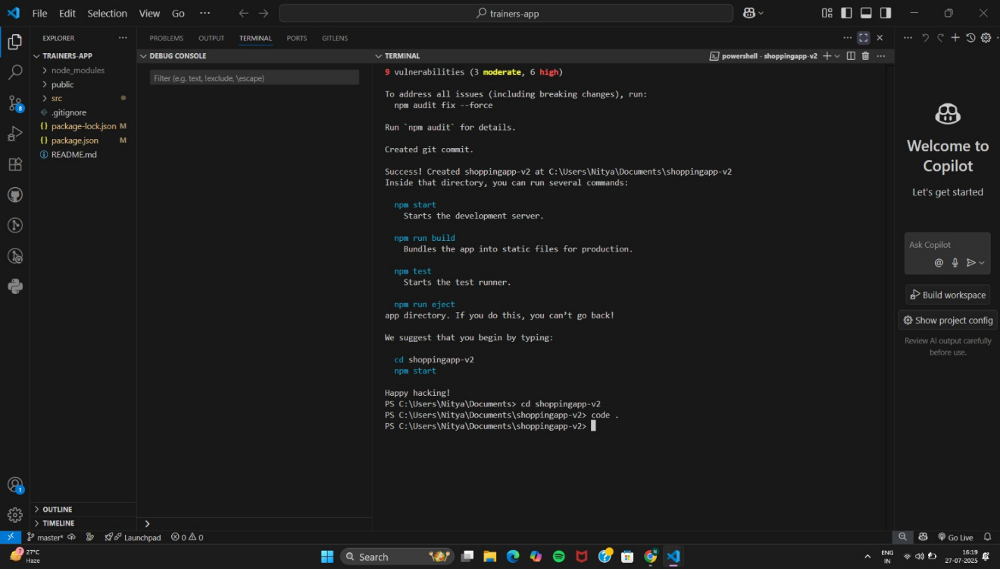 File Edit Selection View Go ···
trainers-app
EXPLORER
TRAINERS-APP
node_modules
public
src
.gitignore
{} package-lock.json M
{} package.json M
README.md
OUTLINE
TIMELINE
PROBLEMS OUTPUT TERMINAL PORTS GITLENS
DEBUG CONSOLE
Filter (e.g. text, !exclude, \escape)
TERMINAL
powershell - shoppingapp-v2
9 vulnerabilities (3 moderate, 6 high)
To address all issues (including breaking changes), run:
npm audit fix --force
Run `npm audit` for details.
Created git commit.
Success! Created shoppingapp-v2 at C:\Users\Nitya\Documents\shoppingapp-v2
Inside that directory, you can run several commands:
npm start
Starts the development server.
npm run build
Bundles the app into static files for production.
npm test
Starts the test runner.
npm run eject
app directory. If you do this, you can’t go back!
We suggest that you begin by typing:
cd shoppingapp-v2
npm start
Happy hacking!
PS C:\Users\Nitya\Documents> cd shoppingapp-v2
PS C:\Users\Nitya\Documents\shoppingapp-v2> code .
PS C:\Users\Nitya\Documents\shoppingapp-v2>
Welcome to
Copilot
Let's get started
Ask Copilot
@
Build workspace
Show project config
Review AI output carefully
before use.
8
1
master* Launchpad 0 0
Go Live
7
27°C
Haze
Search
ENG
IN
16:19
27-07-2025